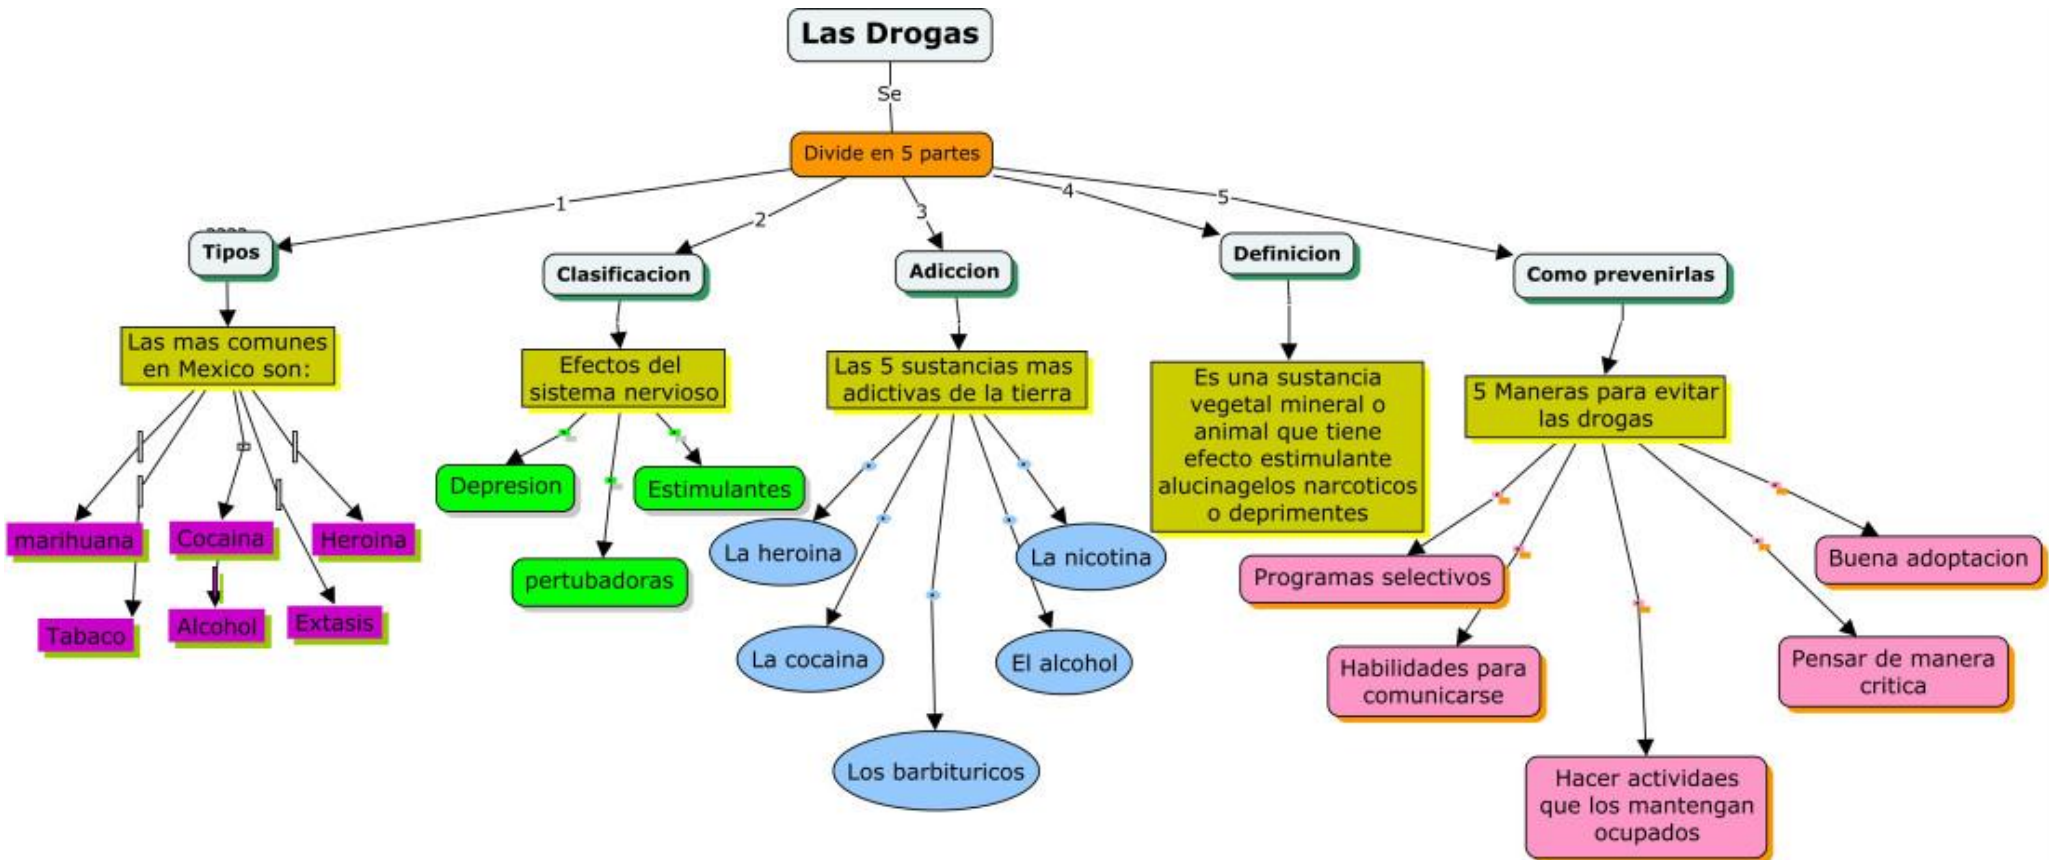 Las Drogas
Se
Divide en 5 partes
1
2
3
4
5
Tipos
Clasificacion
Adiccion
Definicion
Como prevenirlas
Las mas comunes
en Mexico son:
marihuana
Cocaina
Heroina
Tabaco
Alcohol
Extasis
Efectos del
sistema nervioso
Depresion
Estimulantes
pertubadoras
Las 5 sustancias mas
adictivas de la tierra
La heroina
La nicotina
La cocaina
El alcohol
Los barbituricos
Es una sustancia
vegetal mineral o
animal que tiene
efecto estimulante
alucinagelos narcoticos
o deprimentes
5 Maneras para evitar
las drogas
Programas selectivos
Buena adoptacion
Habilidades para
comunicarse
Pensar de manera
critica
Hacer actividaes
que los mantengan
ocupados